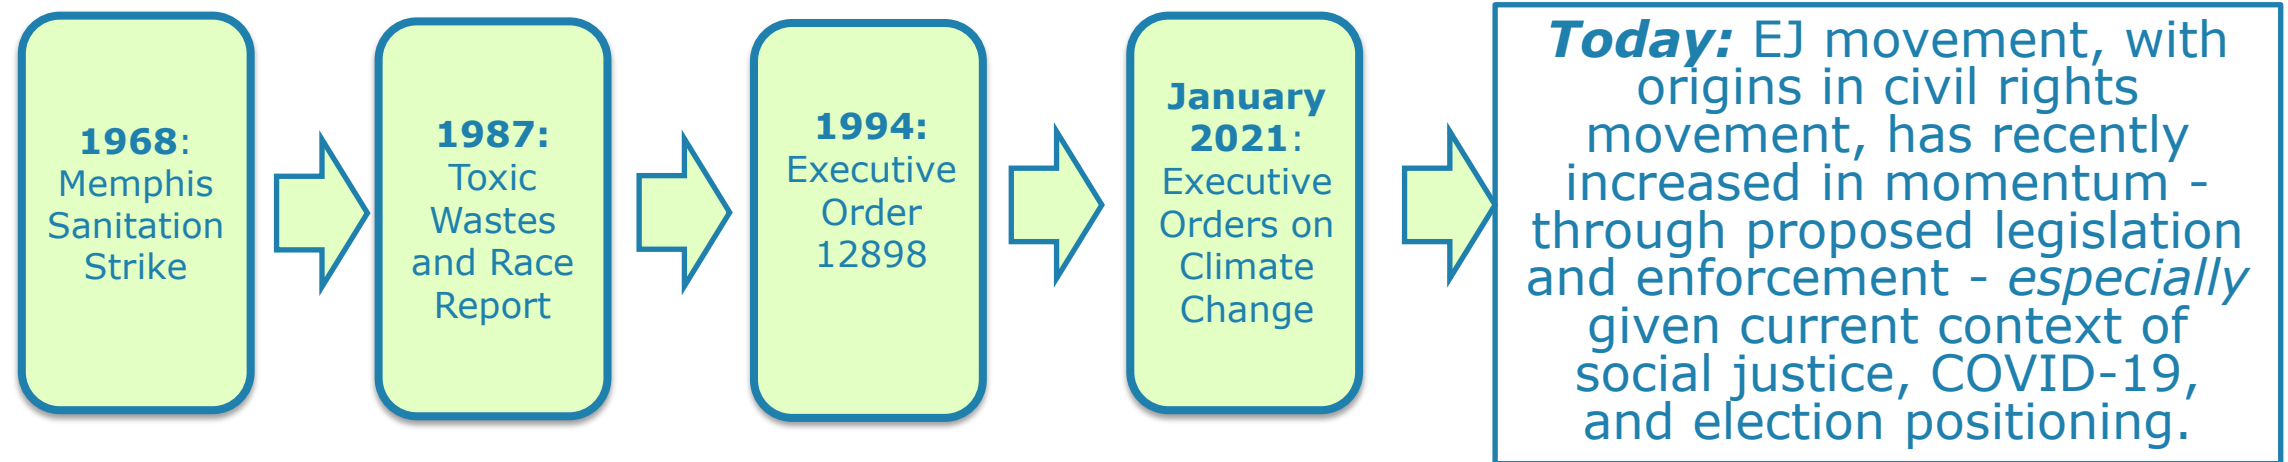 1968:
Memphis
Sanitation
Strike
1987:
Toxic
Wastes
and Race
Report
1994:
Executive
Order
12898
January
2021:
Executive
Orders on
Climate
Change
Today: EJ movement, with
origins in civil rights
movement, has recently
increased in momentum -
through proposed legislation
and enforcement - especially
given current context of
social justice, COVID-19,
and election positioning.